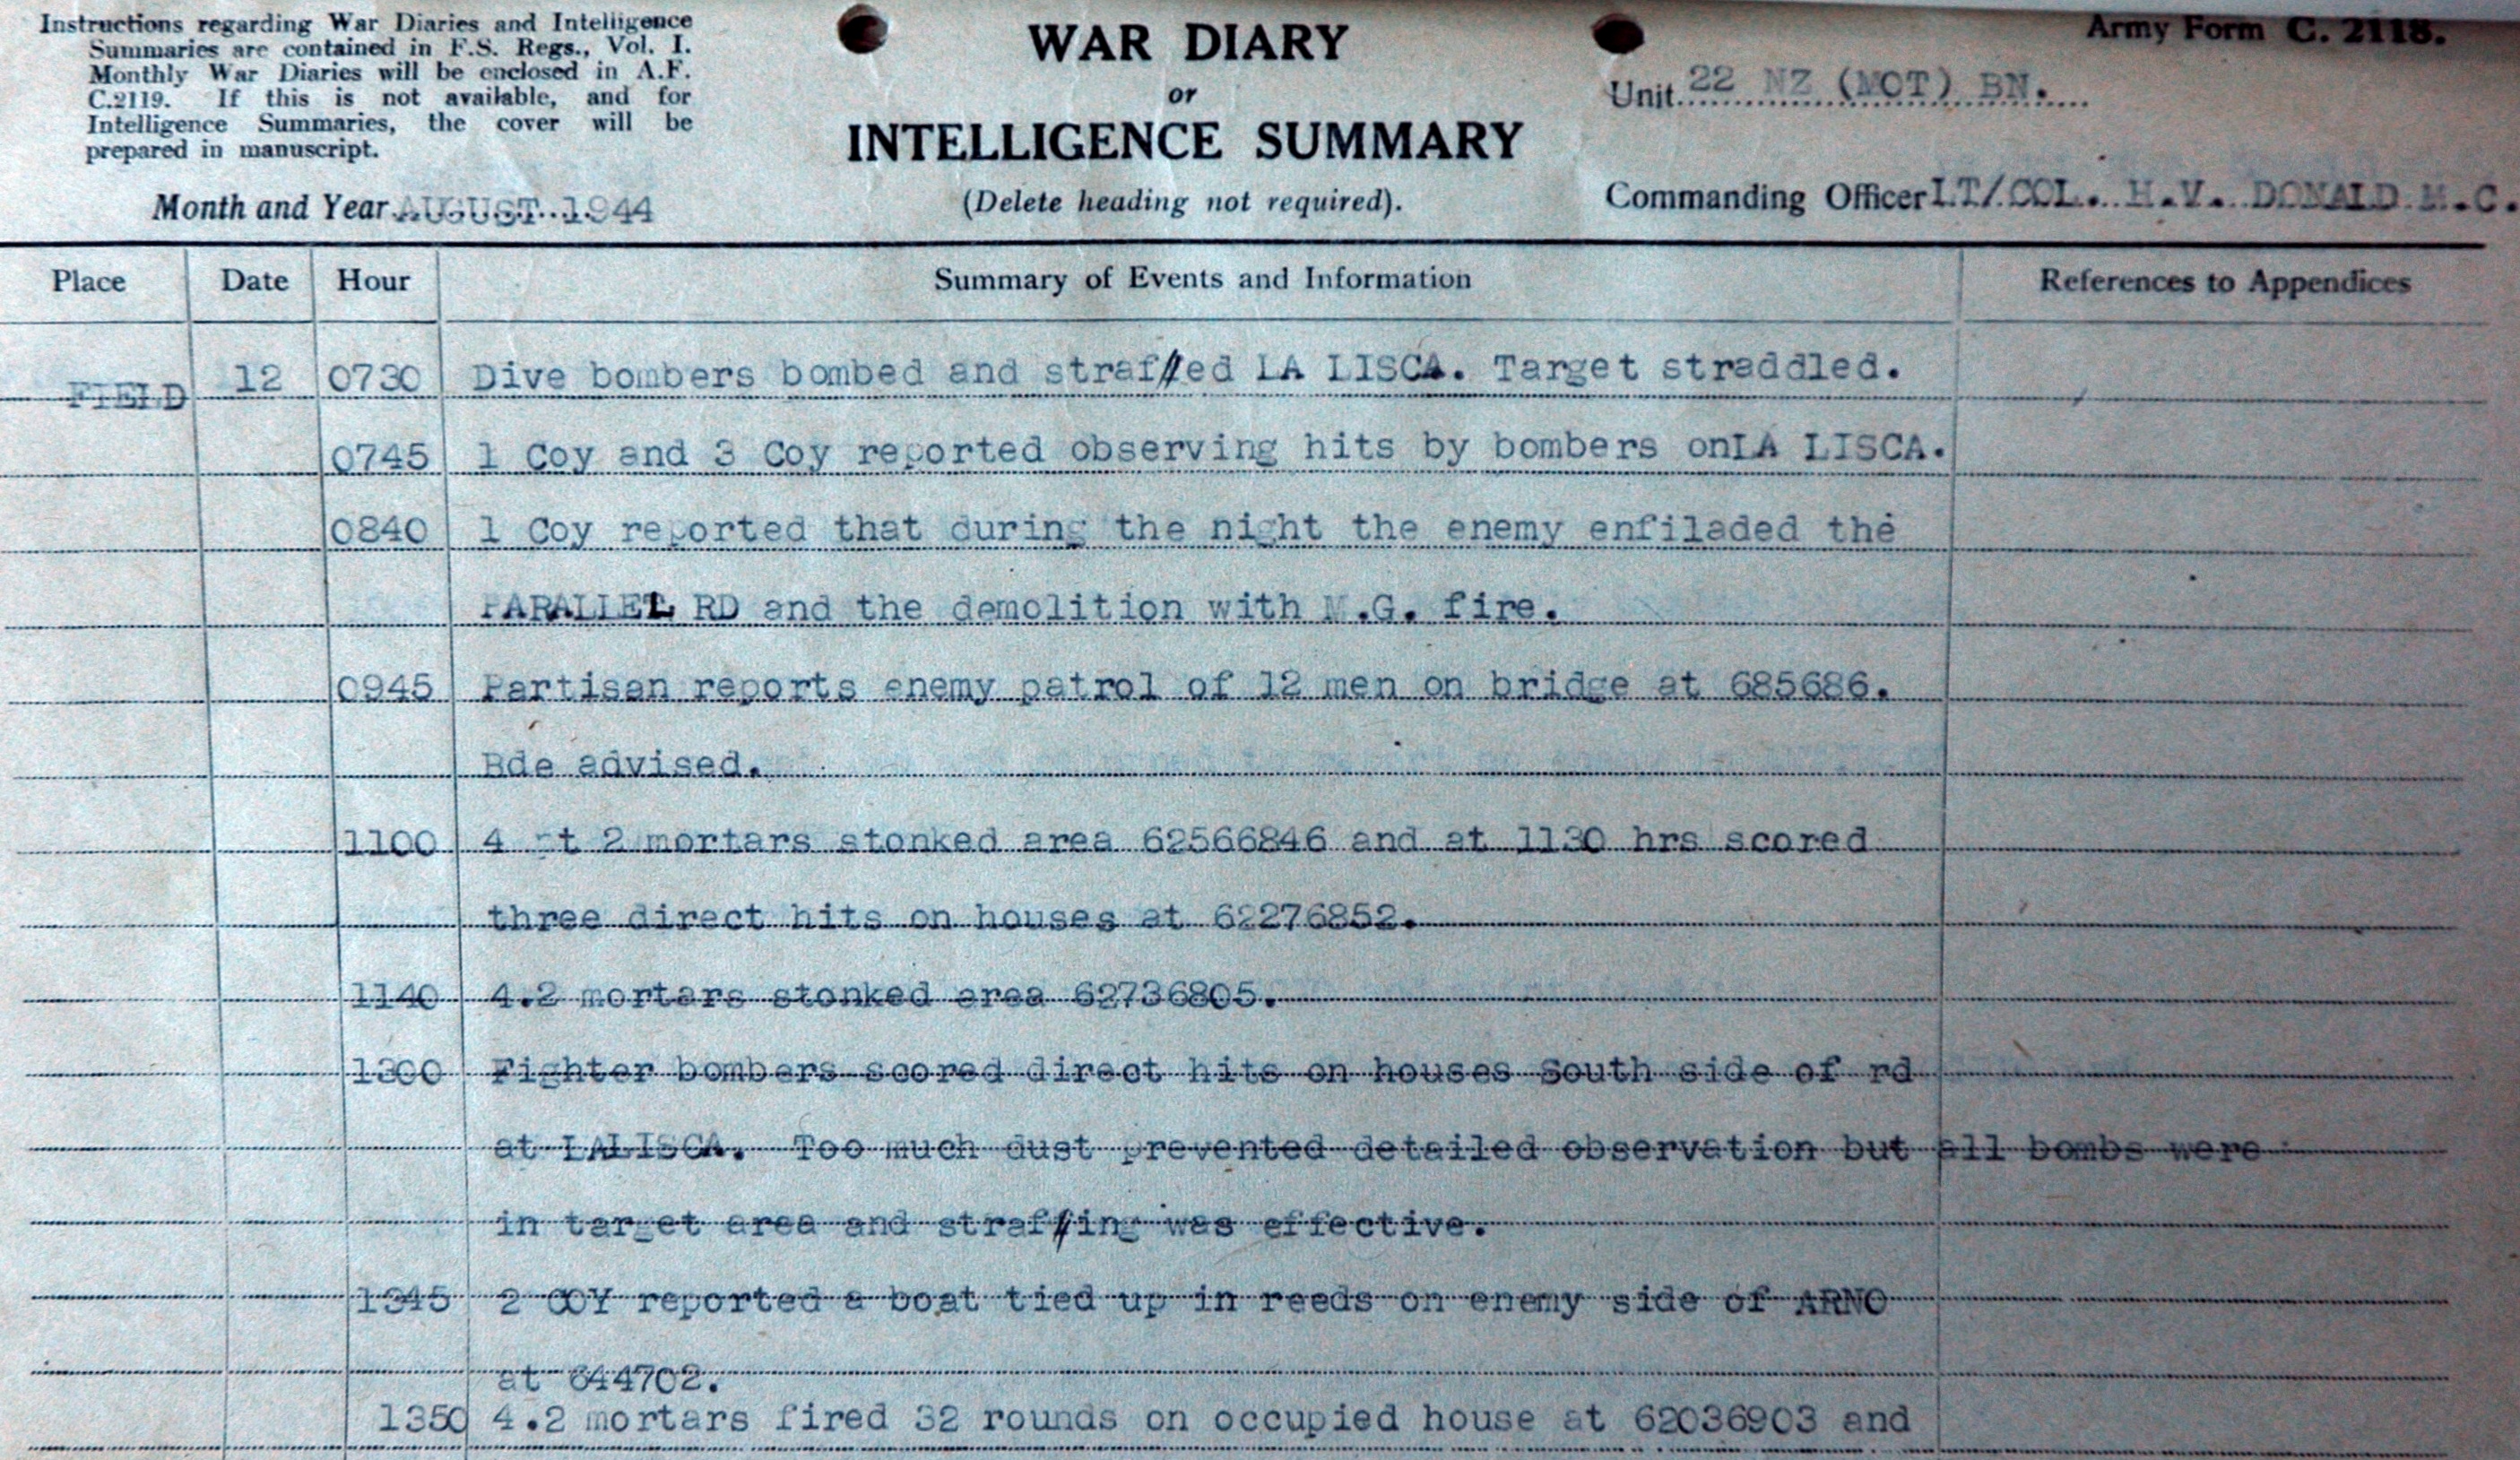 Instructions regarding War Diaries and Intelligence
Summaries are contained in F.S. Regs., Vol. I.
Monthly War Diaries will be enclosed in A.F.
C.2119. If this is not available, and for
Intelligence Summaries, the cover will be
prepared in manuscript.
Month and Year AUGUST 1944
WAR DIARY
or
INTELLIGENCE SUMMARY
(Delete heading not required).
Army Form C. 2118.
Unit 22 NZ (MOT) BN.
Commanding Officer LT/COL. H.V. DONALD M.C.
Place Date Hour Summary of Events and Information References to Appendices
FIELD 12 0730 Dive bombers bombed and strafed LA LISCA. Target straddled.
0745 1 Coy and 3 Coy reported observing hits by bombers onLA LISCA.
0840 1 Coy reported that during the night the enemy enfiladed the
PARALLEL RD and the demolition with M.G. fire.
0945 Partisan reports enemy patrol of 12 men on bridge at 685686.
Bde advised.
1100 4 pt 2 mortars stonked area 62566846 and at 1130 hrs scored
three direct hits on houses at 62276852.
1140 4.2 mortars stonked area 62736805.
1300 Fighter bombers scored direct hits on houses South side of rd
at LALISCA. Too much dust prevented detailed observation but all bombs were
in target area and strafing was effective.
1345 2 COY reported a boat tied up in reeds on enemy side of ARNO
at 644702.
1350 4.2 mortars fired 32 rounds on occupied house at 62036903 and